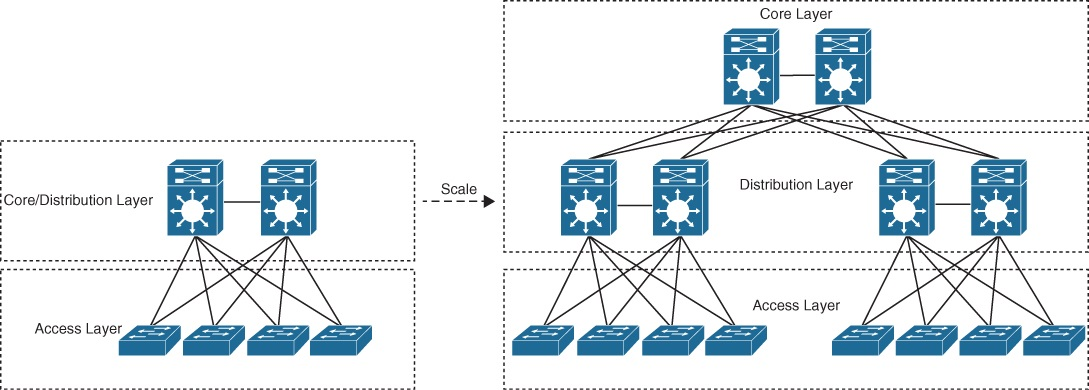 Core Layer
Core/Distribution Layer
Scale
Distribution Layer
Access Layer
Access Layer